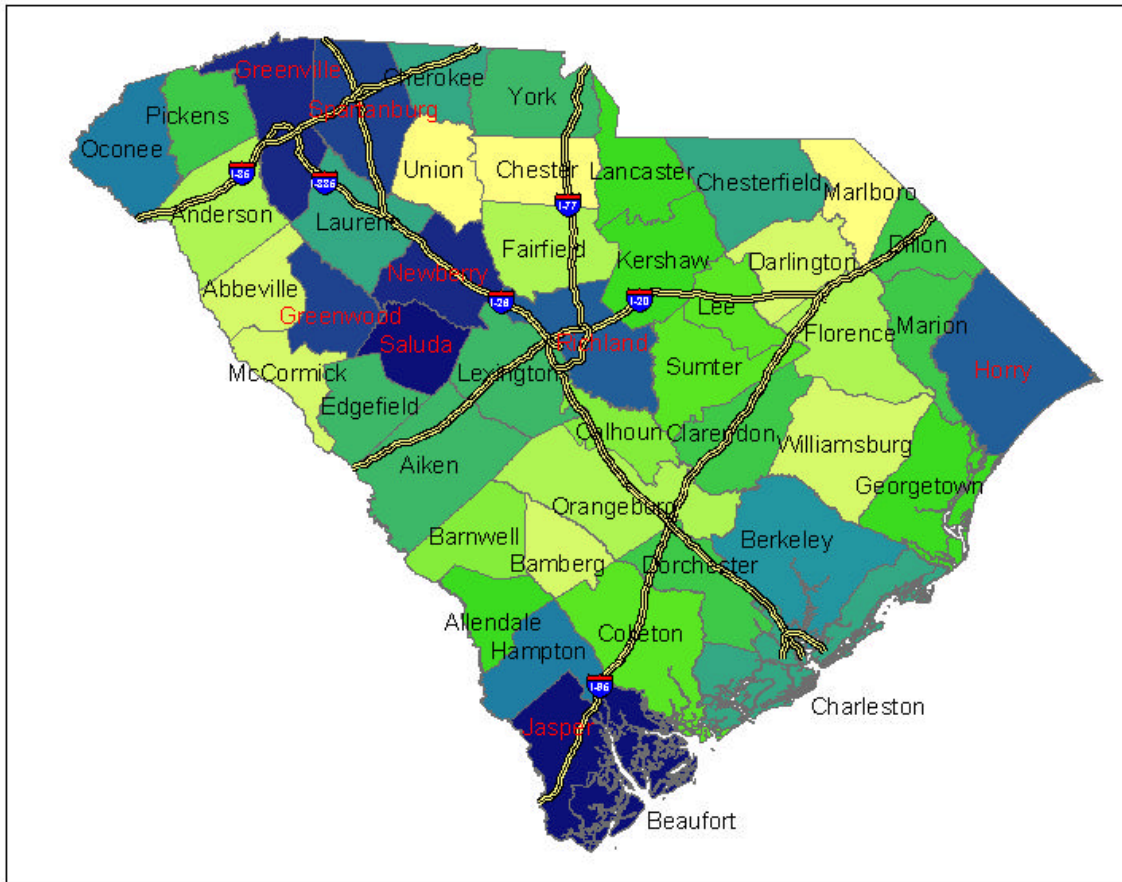 Greenville
Cherokee
Spartanburg
York
Pickens
Oconee
Union
Chester
Lancaster
Chesterfield
Marlboro
I-85
I-385
I-77
Anderson
Laurens
Fairfield
Kershaw
Darlington
Dillon
Newberry
Abbeville
Greenwood
I-26
I-20
Lee
Saluda
Richland
Florence
Marion
McCormick
Lexington
Sumter
Horry
Edgefield
Calhoun
Clarendon
Williamsburg
Aiken
Georgetown
Orangeburg
Barnwell
Bamberg
Berkeley
Dorchester
Allendale
Colleton
Hampton
I-95
Jasper
Charleston
Beaufort